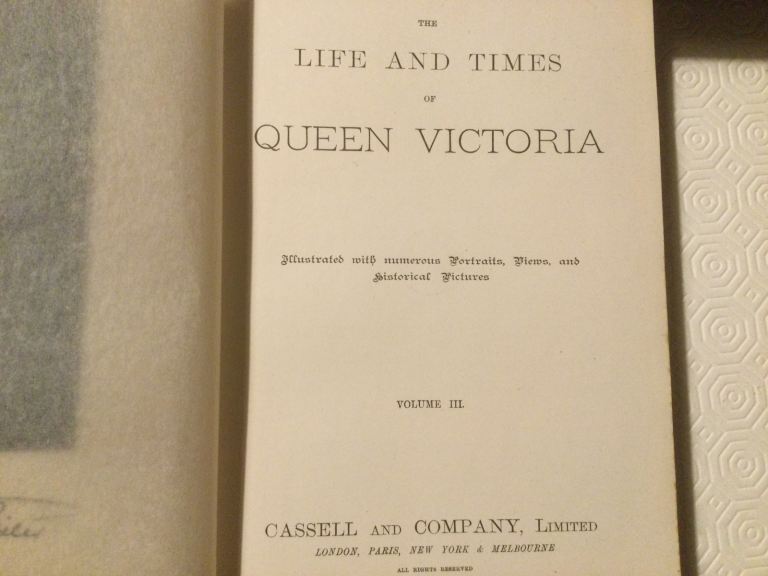 THE
LIFE AND TIMES
OF
QUEEN VICTORIA
Illustrated with numerous Portraits, Views, and
Historical Pictures
VOLUME III.
CASSELL AND COMPANY, LIMITED
LONDON, PARIS, NEW YORK & MELBOURNE
ALL RIGHTS RESERVED